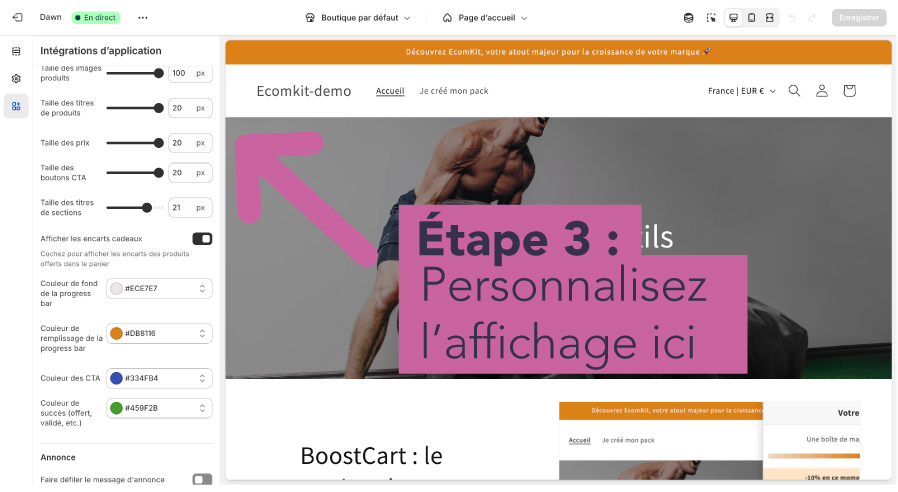 Dawn
En direct
Boutique par défaut
Page d'accueil
Enregistrer
Intégrations d'application
Taille des images
produits
100 px
Taille des titres
de produits
20 px
Taille des prix
20 px
Taille des
boutons CTA
20 px
Taille des titres
de sections
21 px
Afficher les encarts cadeaux
Cochez pour afficher les encarts des produits
offerts dans le panier
Couleur de fond
de la progress
bar
#ECE7E7
Couleur de
remplissage de la
progress bar
#DB8116
Couleur des CTA
#334FB4
Couleur de
succès (offert,
validé, etc.)
#459F2B
Annonce
Faire défiler le message d'annonce
Découvrez EcomKit, votre atout majeur pour la croissance de votre marque 🚀
Ecomkit-demo
Accueil
Je créé mon pack
France | EUR €
Étape 3 :
Personnalisez
l'affichage ici
BoostCart : le
Découvrez EcomKit, votre atout majeur pour la croissance
Accueil
Je créé mon pack
Votre
Une boîte de
-10% en ce